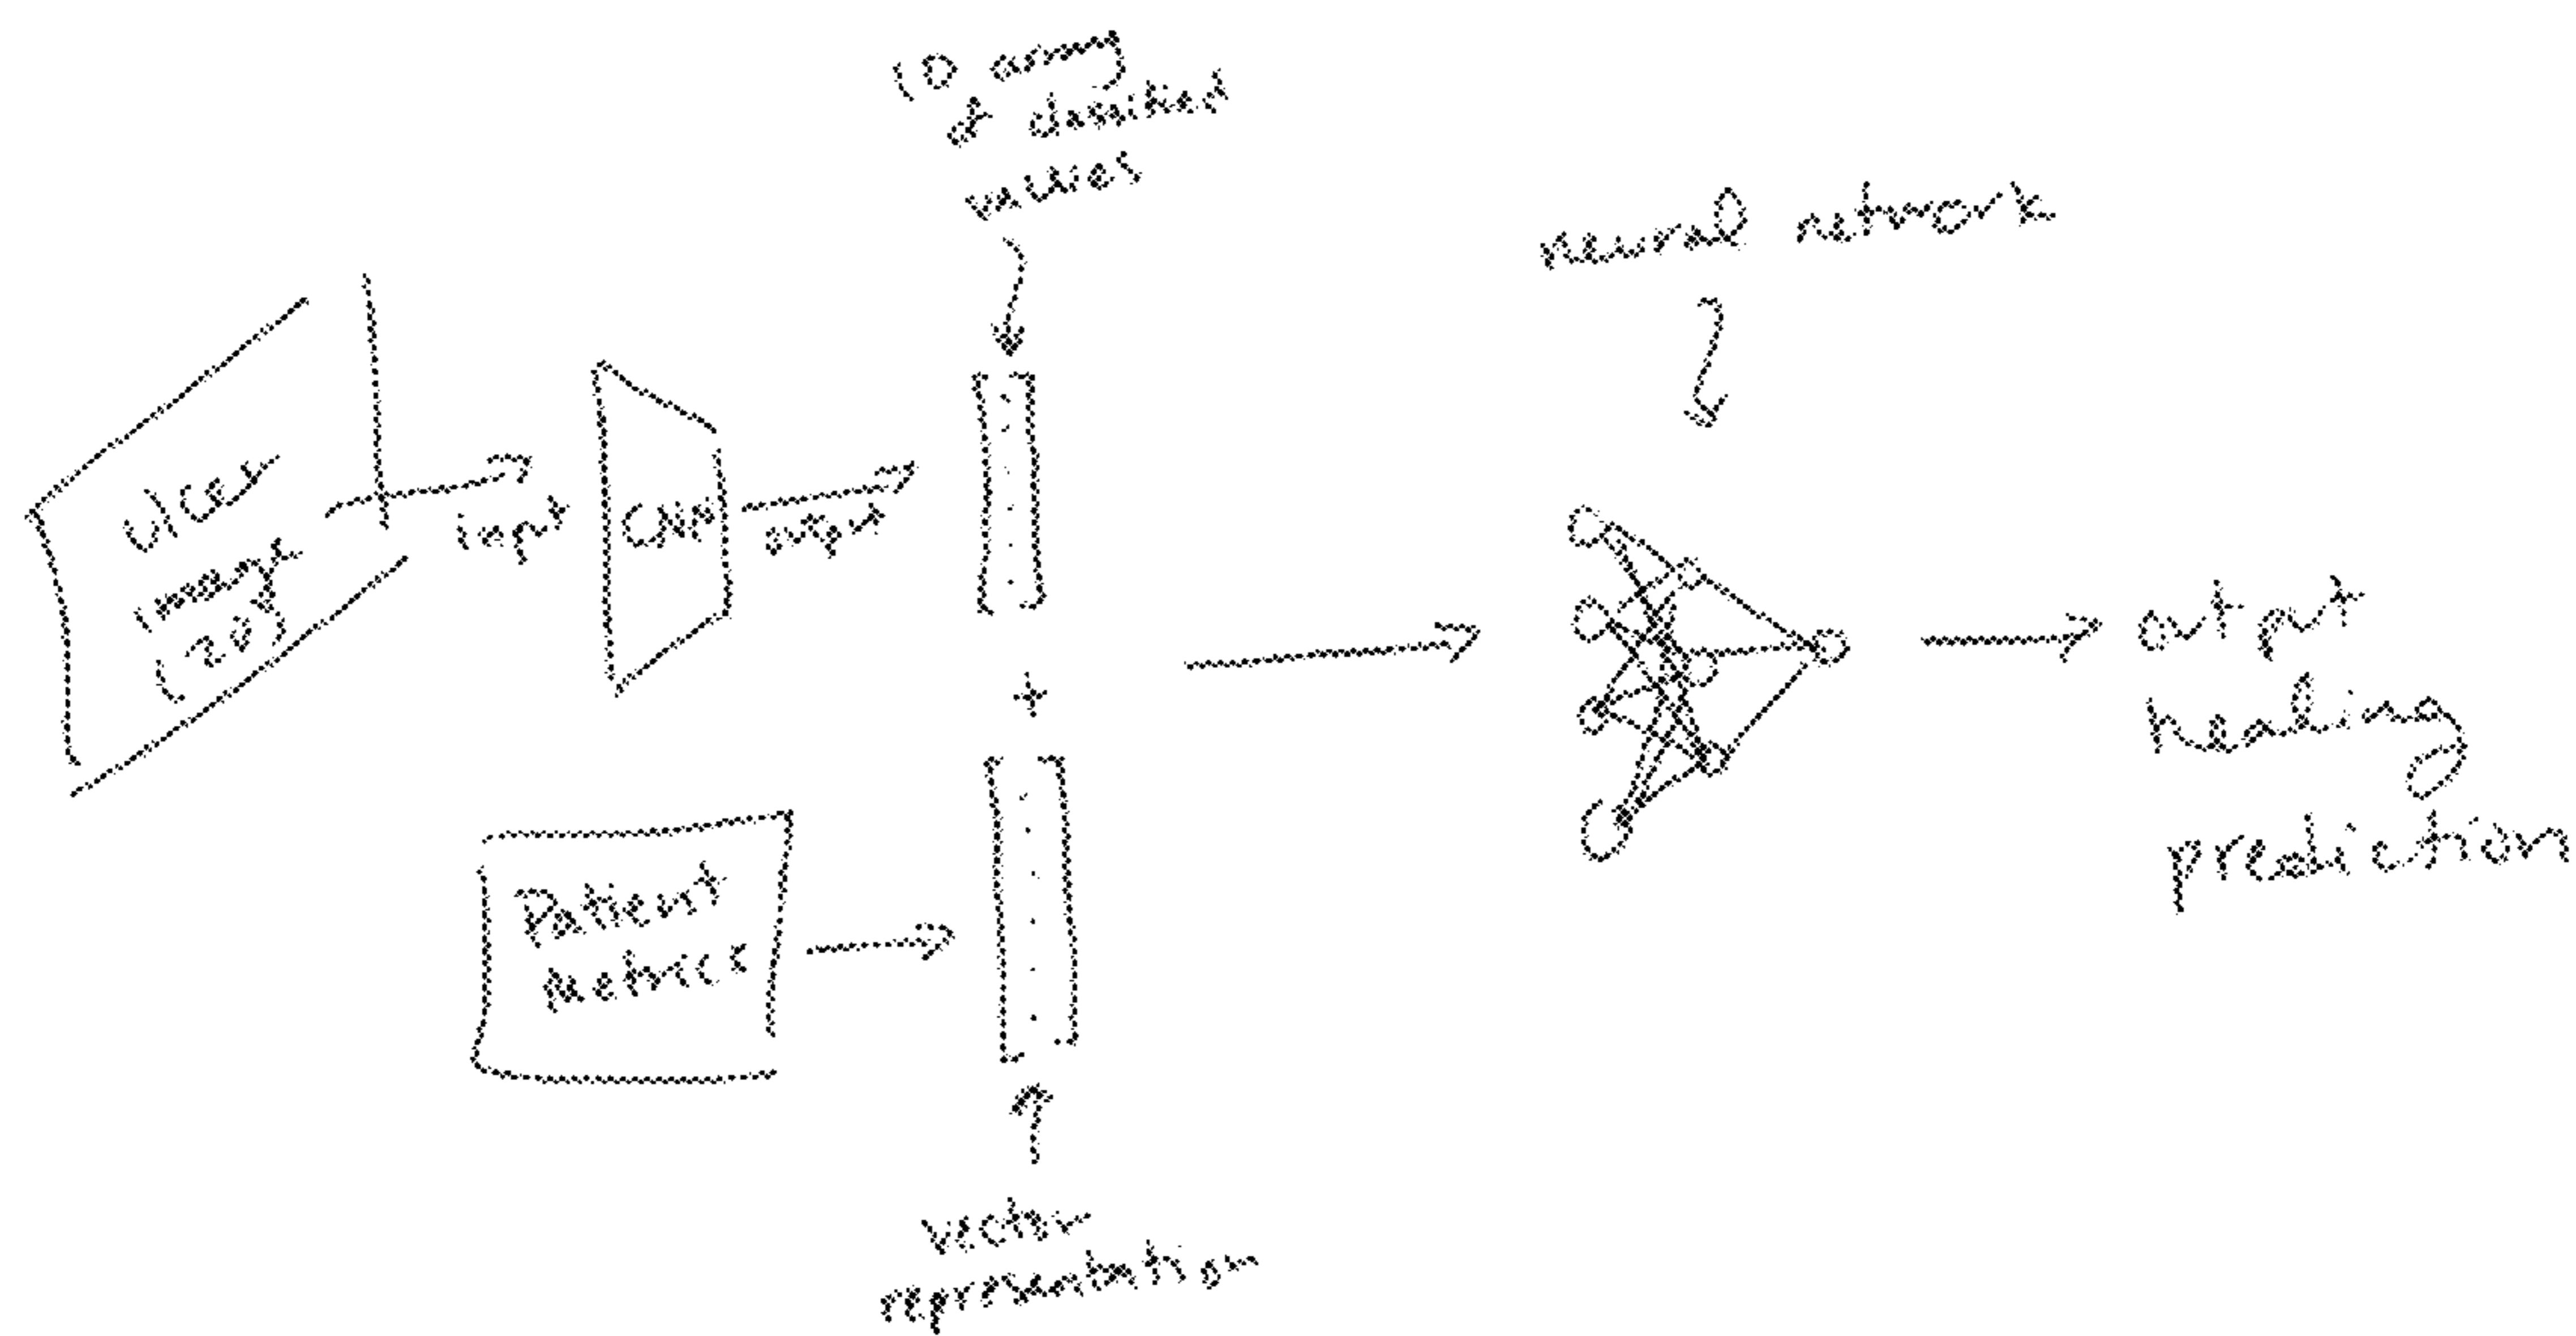 1D array
of classified
values
neural network
ulcer
image
(2D)
input
CNN
output
+
output
healing
prediction
Patient
Metrics
vector
representation